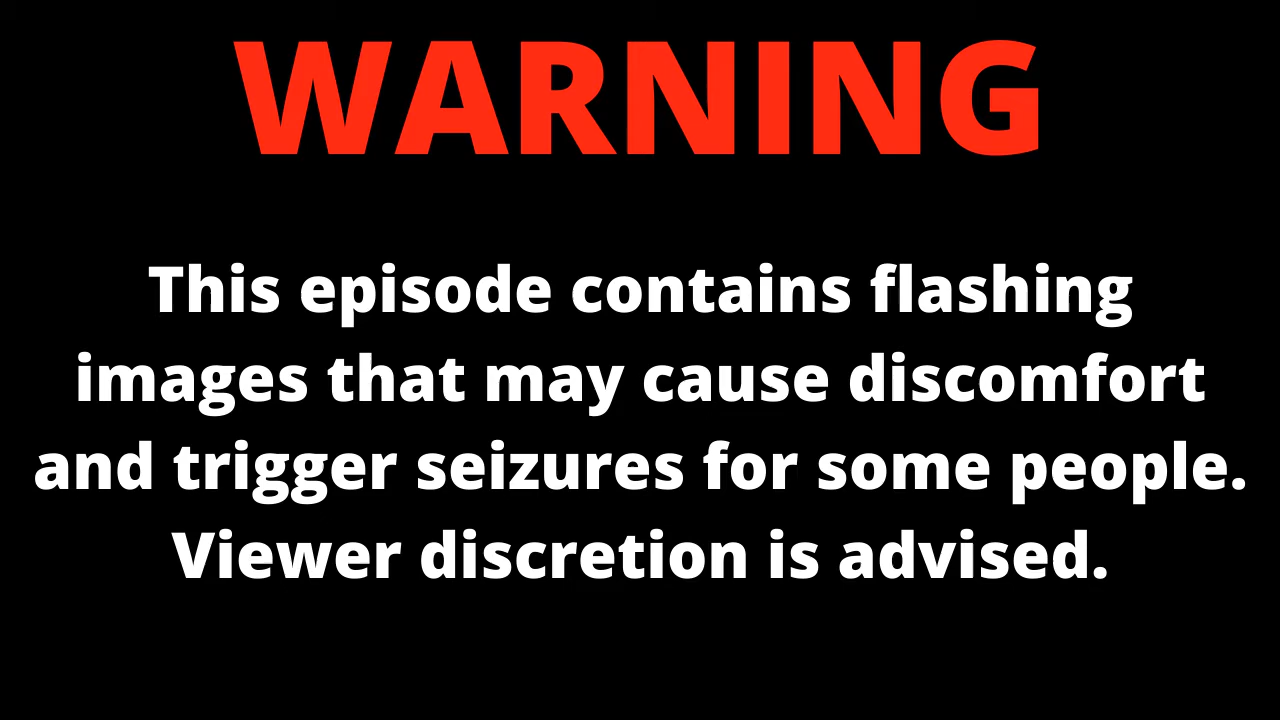 WARNING
This episode contains flashing
images that may cause discomfort
and trigger seizures for some people.
Viewer discretion is advised.